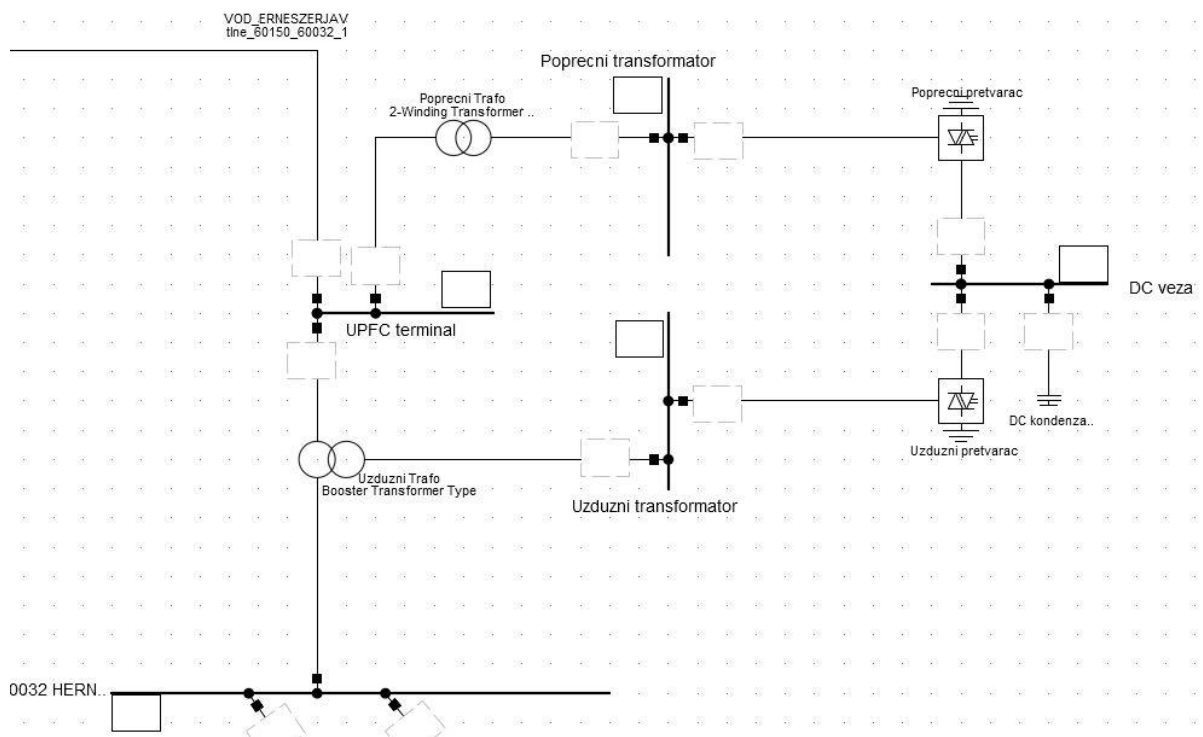 VOD_ERNESZERJAV
tlne_60150_60032_1
Poprecni transformator
Poprecni Trafo
2-Winding Transformer ..
Poprecni pretvarac
DC veza
UPFC terminal
DC kondenza..
Uzduzni pretvarac
Uzduzni Trafo
Booster Transformer Type
Uzduzni transformator
0032 HERN..